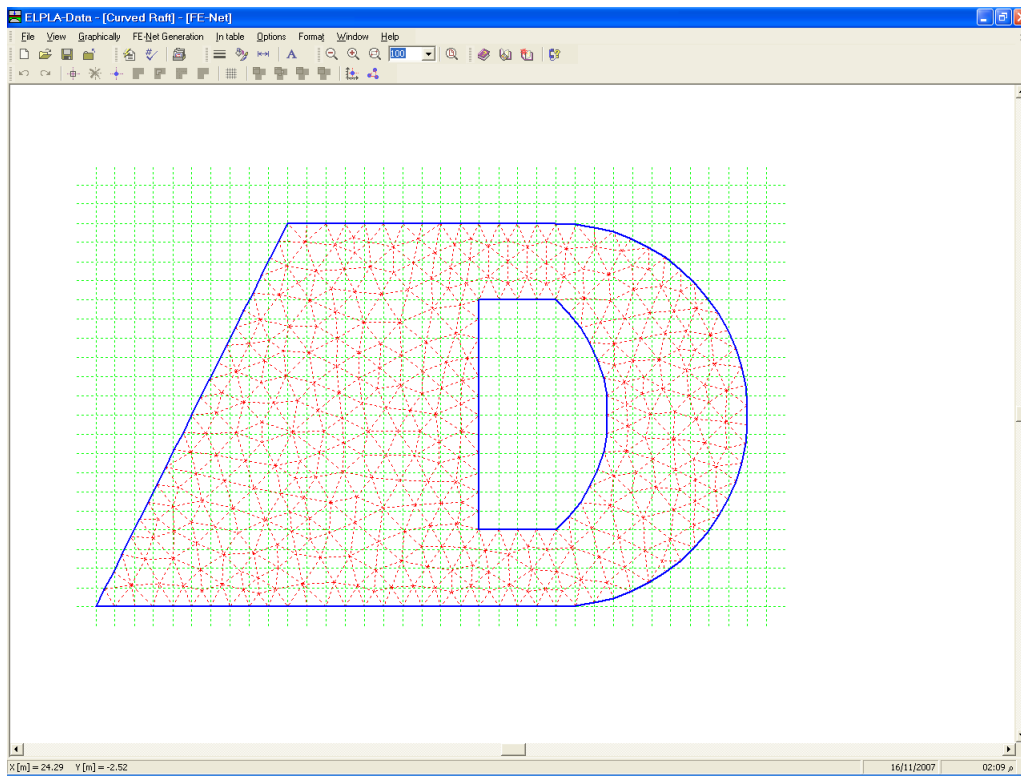 ELPLA-Data - [Curved Raft] - [FE-Net]
File View Graphically FE-Net Generation In table Options Format Window Help
A 100
X [m] = 24.29 Y [m] = -2.52 16/11/2007 02:09 م